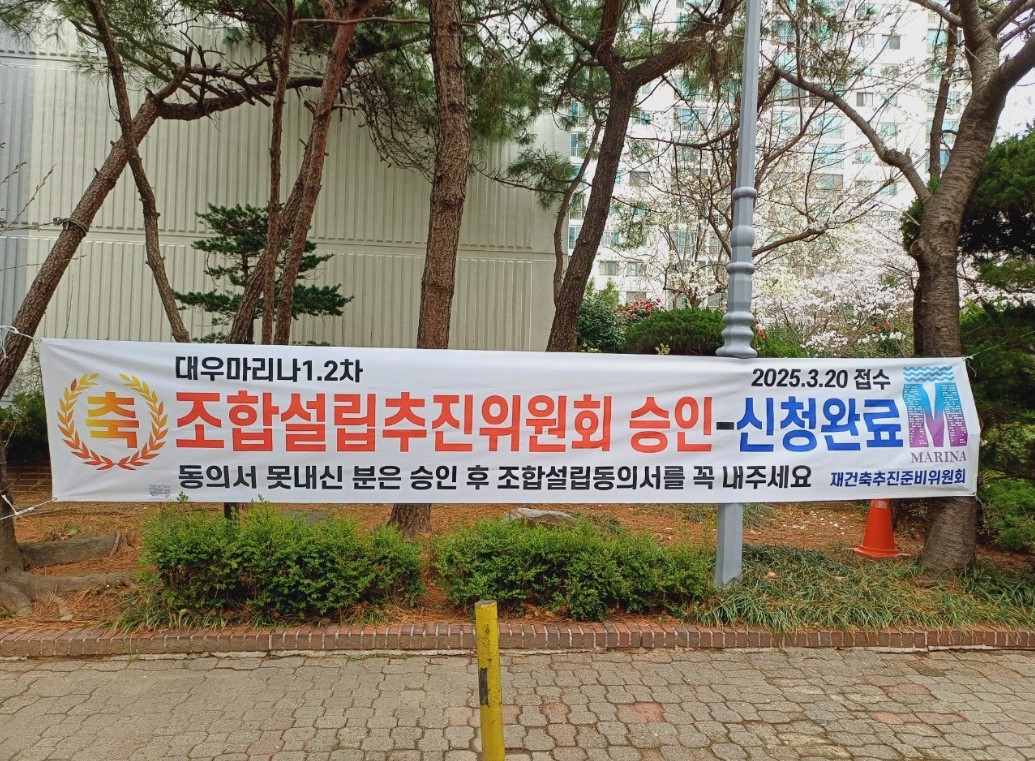 대우마리나1.2차
2025.3.20 접수
축
조합설립추진위원회 승인-신청완료
M
MARINA
동의서 못내신 분은 승인 후 조합설립동의서를 꼭 내주세요
재건축추진준비위원회